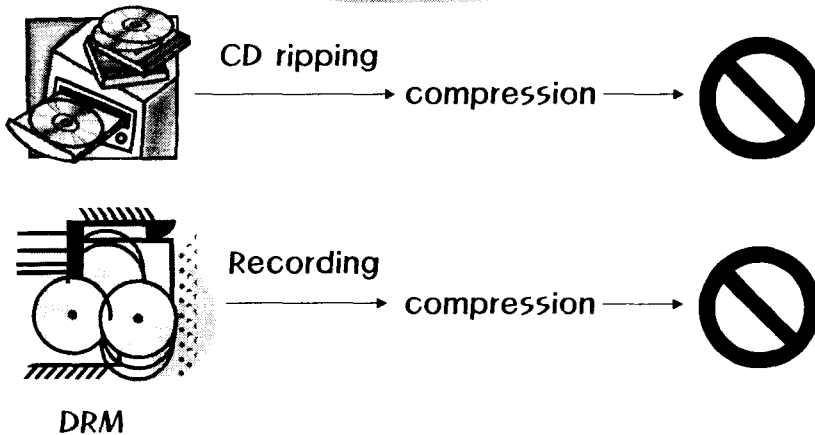 CD ripping
compression
Recording
compression
DRM